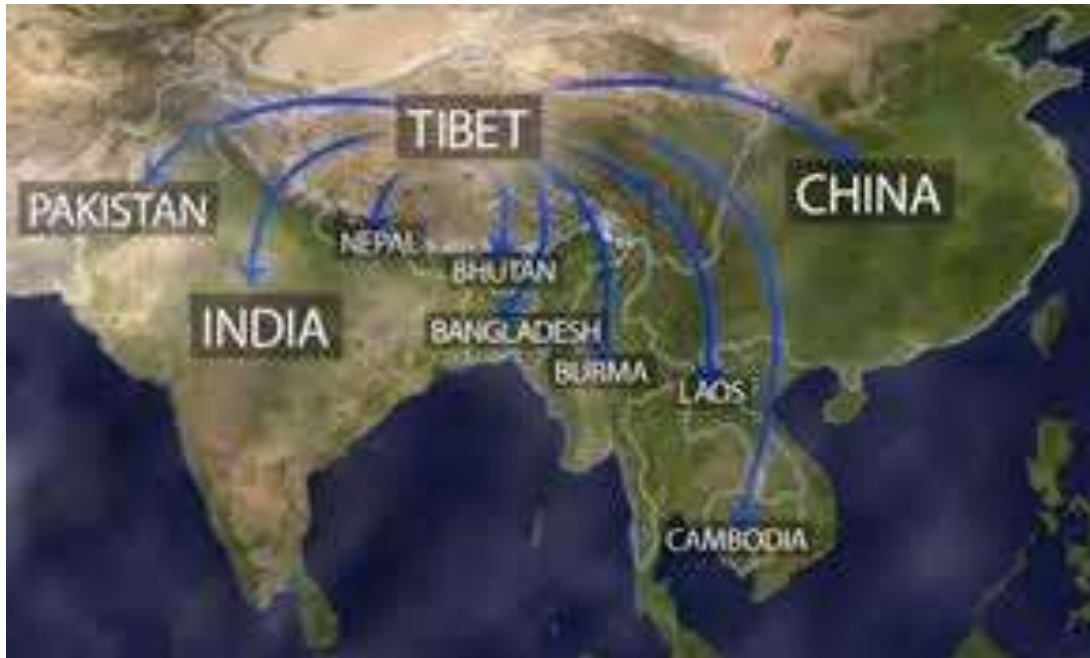 TIBET
PAKISTAN
CHINA
NEPAL
BHUTAN
INDIA
BANGLADESH
BURMA
LAOS
CAMBODIA